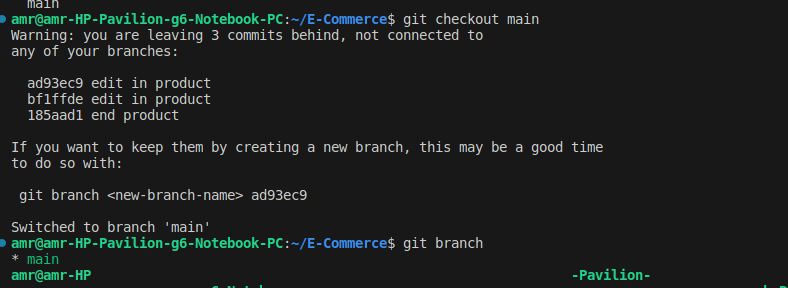 main
amr@amr-HP-Pavilion-g6-Notebook-PC:~/E-Commerce$ git checkout main
Warning: you are leaving 3 commits behind, not connected to
any of your branches:
ad93ec9 edit in product
bf1ffde edit in product
185aad1 end product
If you want to keep them by creating a new branch, this may be a good time
to do so with:
git branch <new-branch-name> ad93ec9
Switched to branch 'main'
amr@amr-HP-Pavilion-g6-Notebook-PC:~/E-Commerce$ git branch
* main
amr@amr-HP -Pavilion-